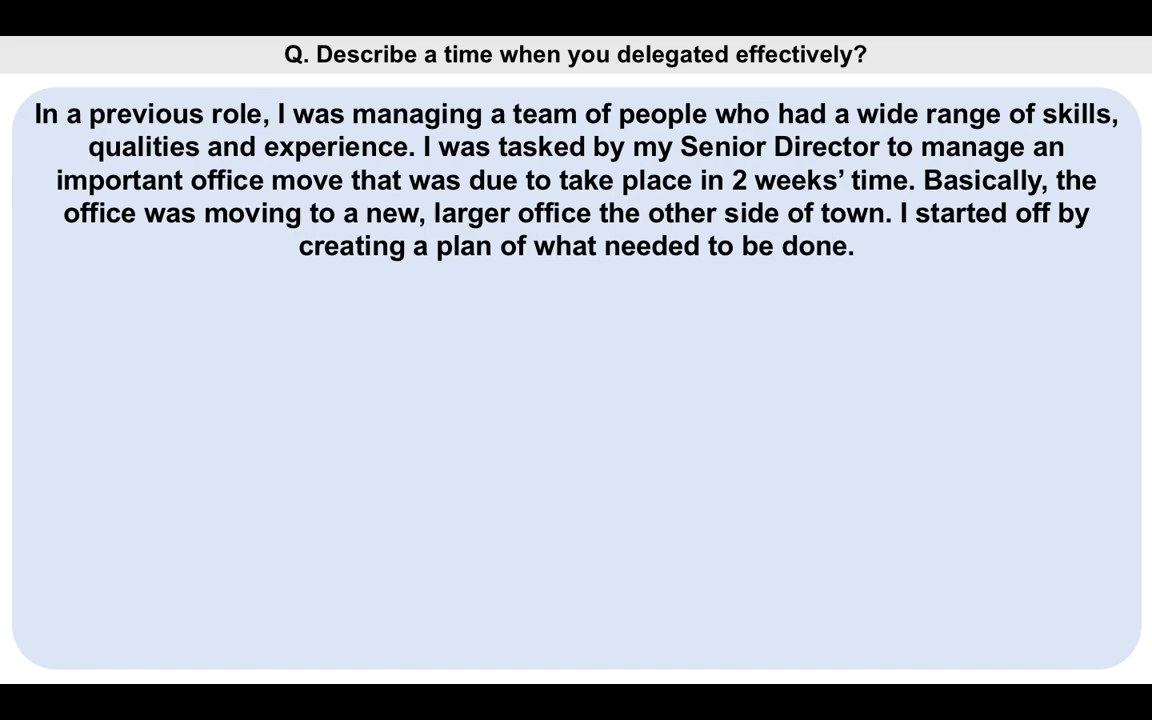 Q. Describe a time when you delegated effectively?
In a previous role, I was managing a team of people who had a wide range of skills,
qualities and experience. I was tasked by my Senior Director to manage an
important office move that was due to take place in 2 weeks’ time. Basically, the
office was moving to a new, larger office the other side of town. I started off by
creating a plan of what needed to be done.